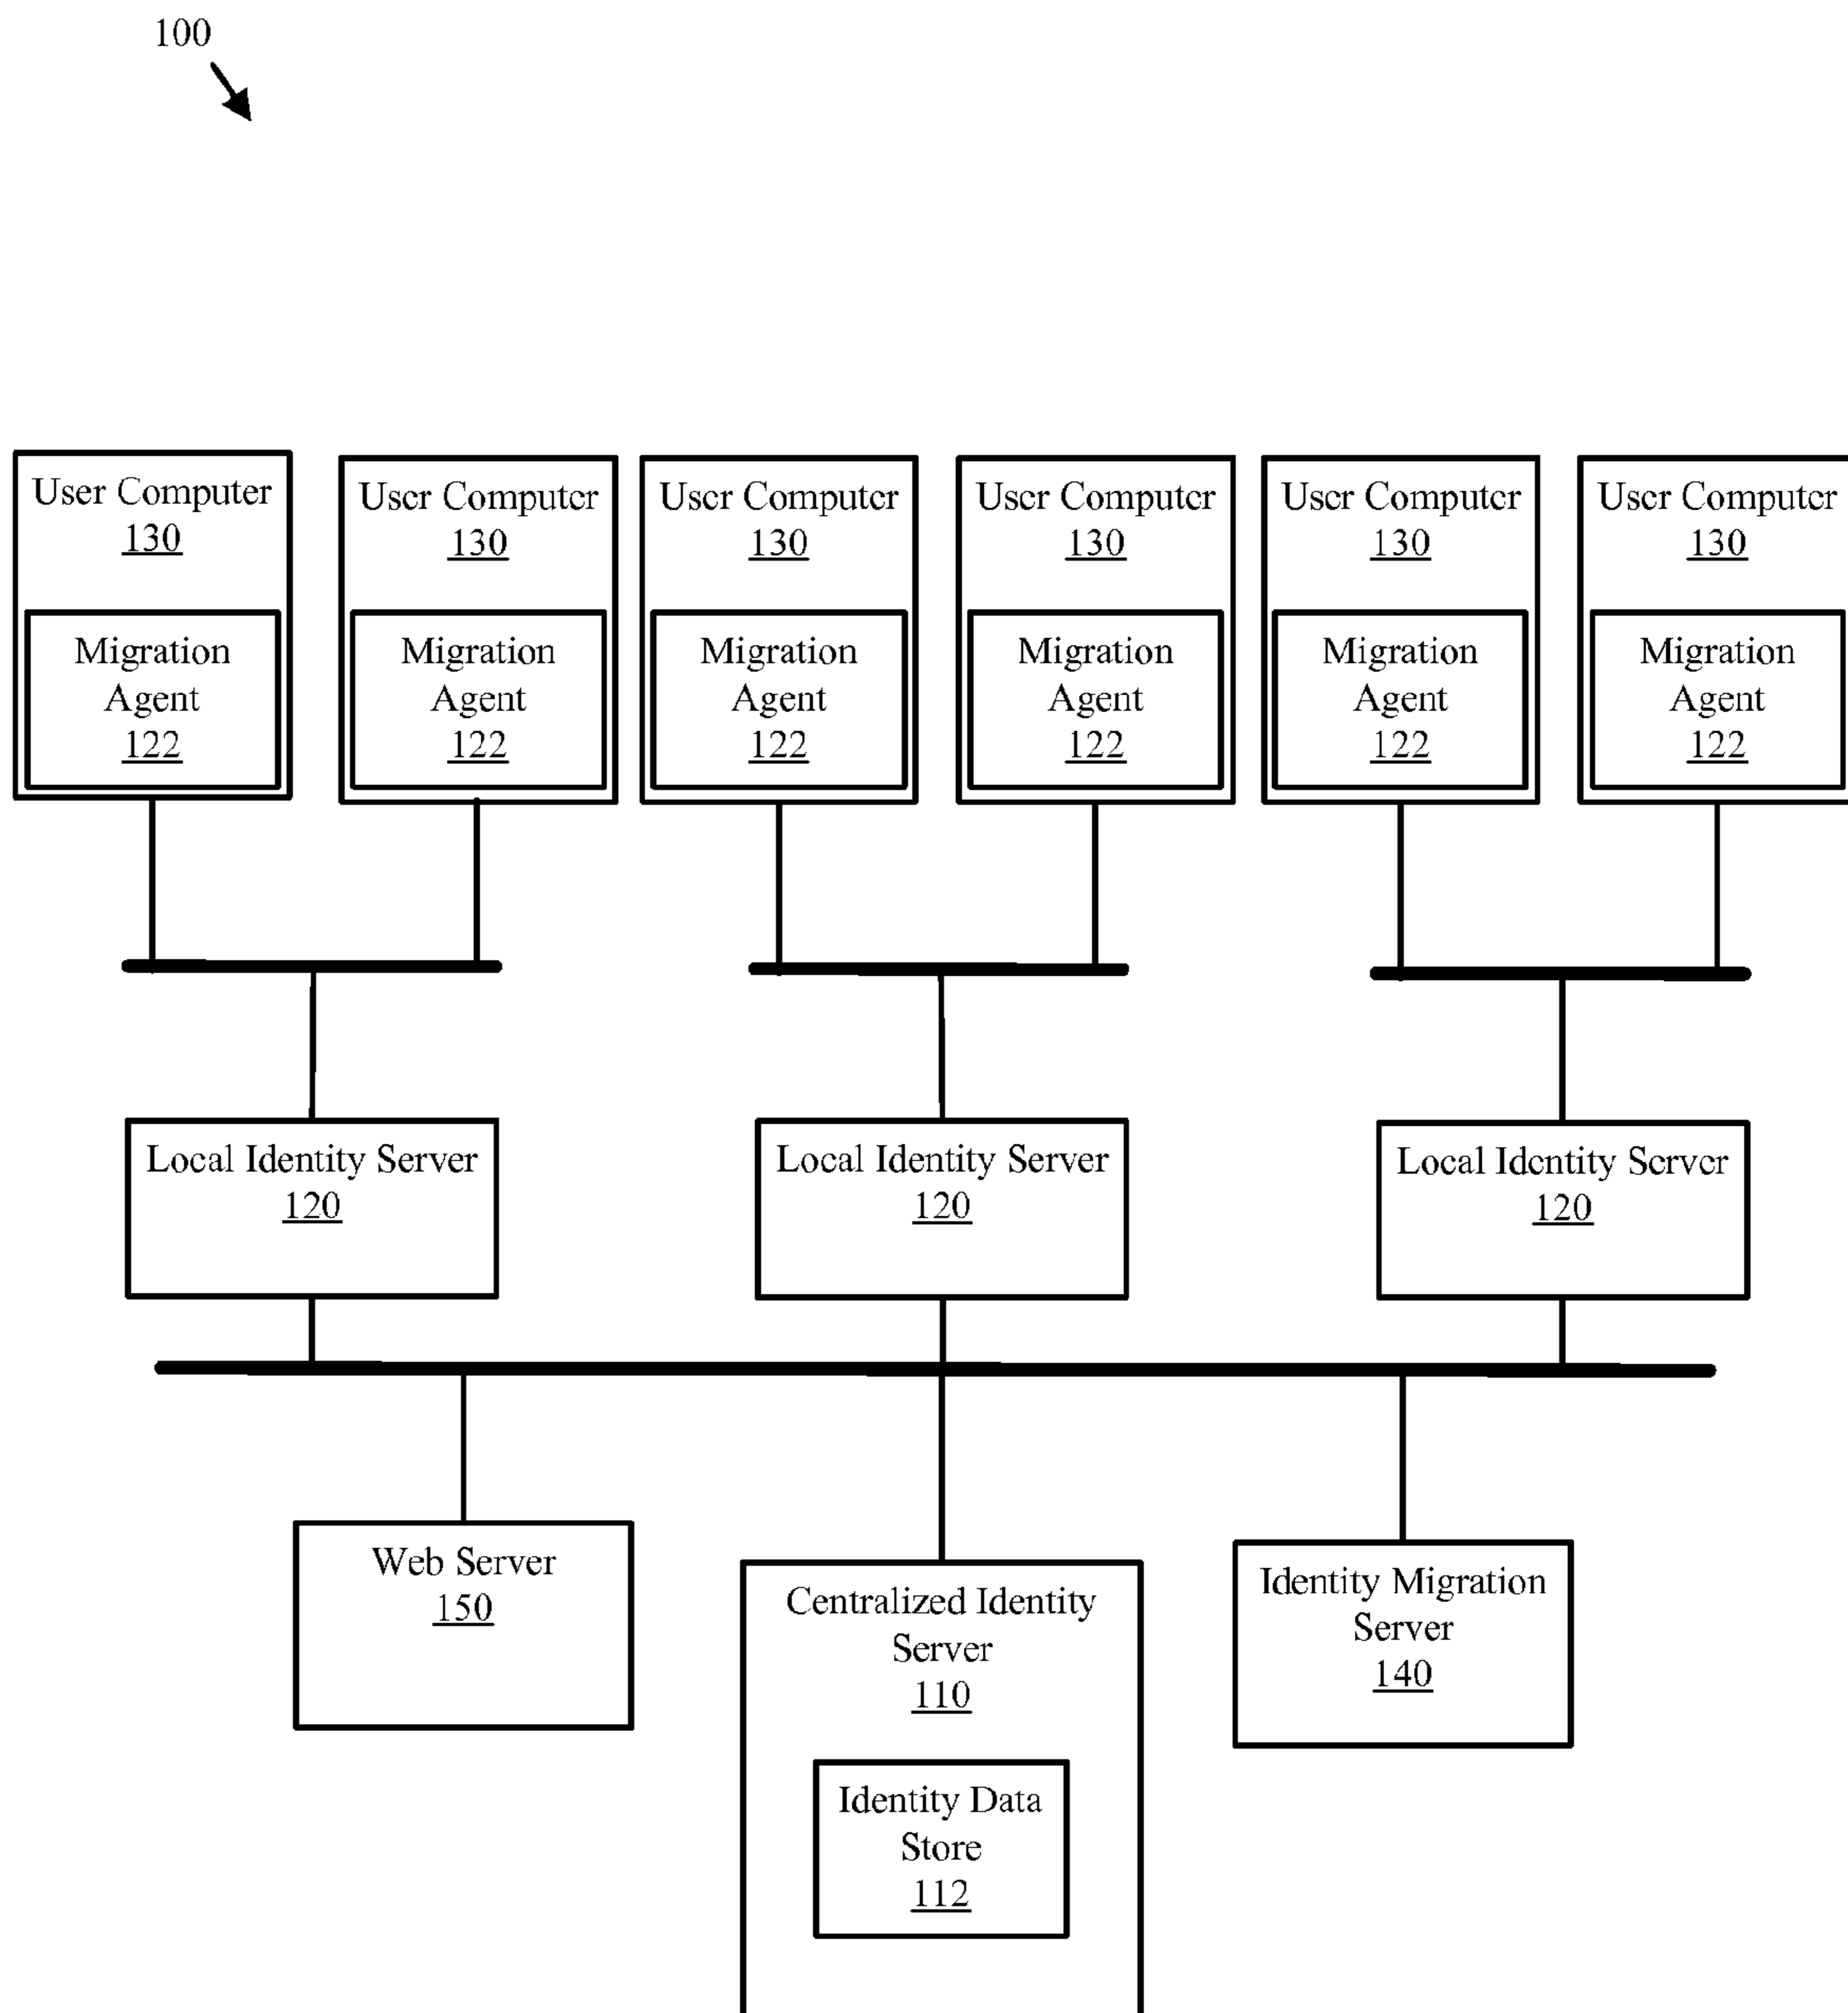 100
User Computer
130
Migration
Agent
122
User Computer
130
Migration
Agent
122
User Computer
130
Migration
Agent
122
User Computer
130
Migration
Agent
122
User Computer
130
Migration
Agent
122
User Computer
130
Migration
Agent
122
Local Identity Server
120
Local Identity Server
120
Local Identity Server
120
Web Server
150
Centralized Identity
Server
110
Identity Data
Store
112
Identity Migration
Server
140